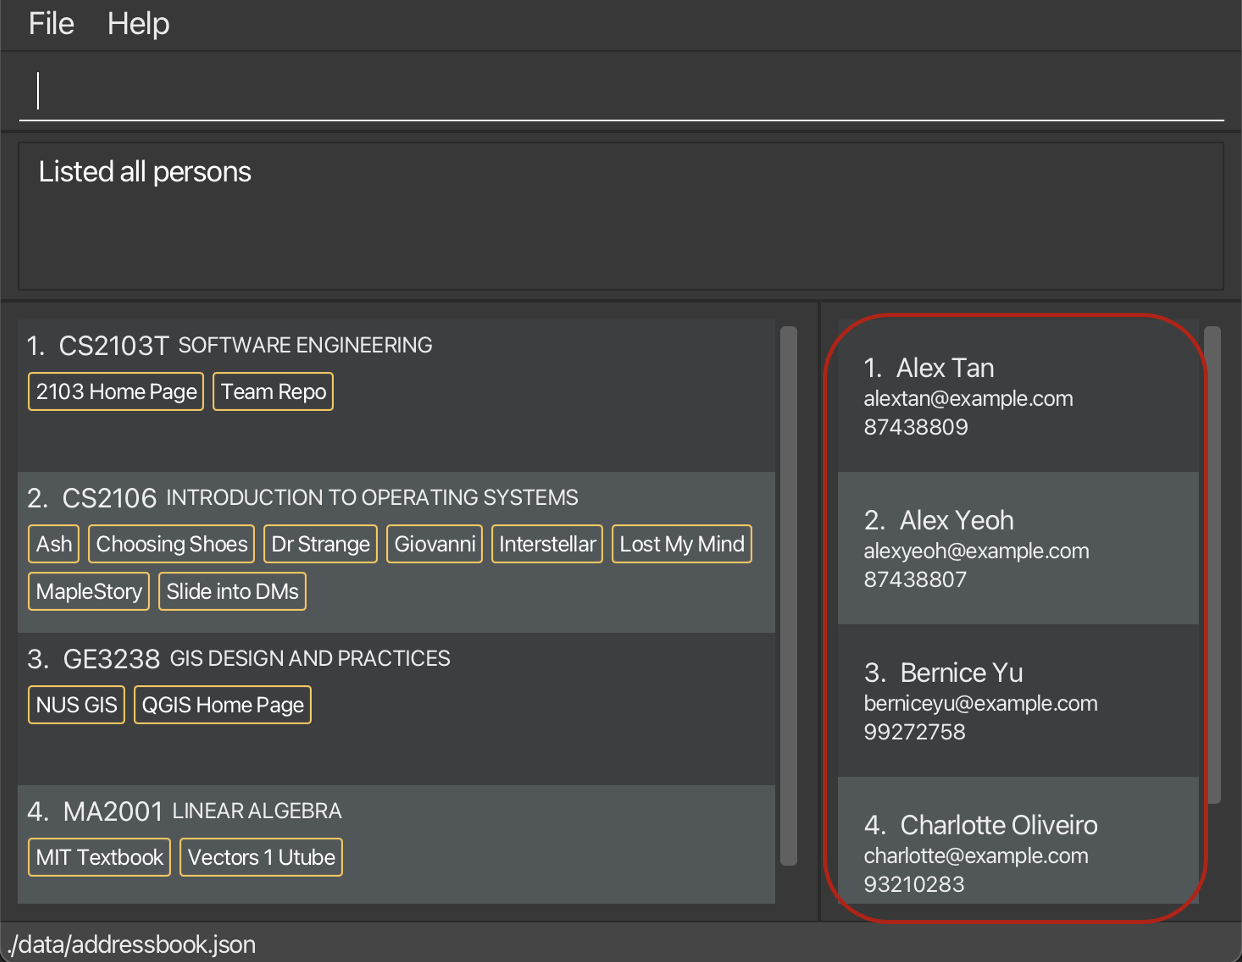 File Help
Listed all persons
1. CS2103T SOFTWARE ENGINEERING
2103 Home Page Team Repo
2. CS2106 INTRODUCTION TO OPERATING SYSTEMS
Ash Choosing Shoes Dr Strange Giovanni Interstellar Lost My Mind
MapleStory Slide into DMs
3. GE3238 GIS DESIGN AND PRACTICES
NUS GIS QGIS Home Page
4. MA2001 LINEAR ALGEBRA
MIT Textbook Vectors 1 Utube
1. Alex Tan
alextan@example.com
87438809
2. Alex Yeoh
alexyeoh@example.com
87438807
3. Bernice Yu
berniceyu@example.com
99272758
4. Charlotte Oliveiro
charlotte@example.com
93210283
./data/addressbook.json